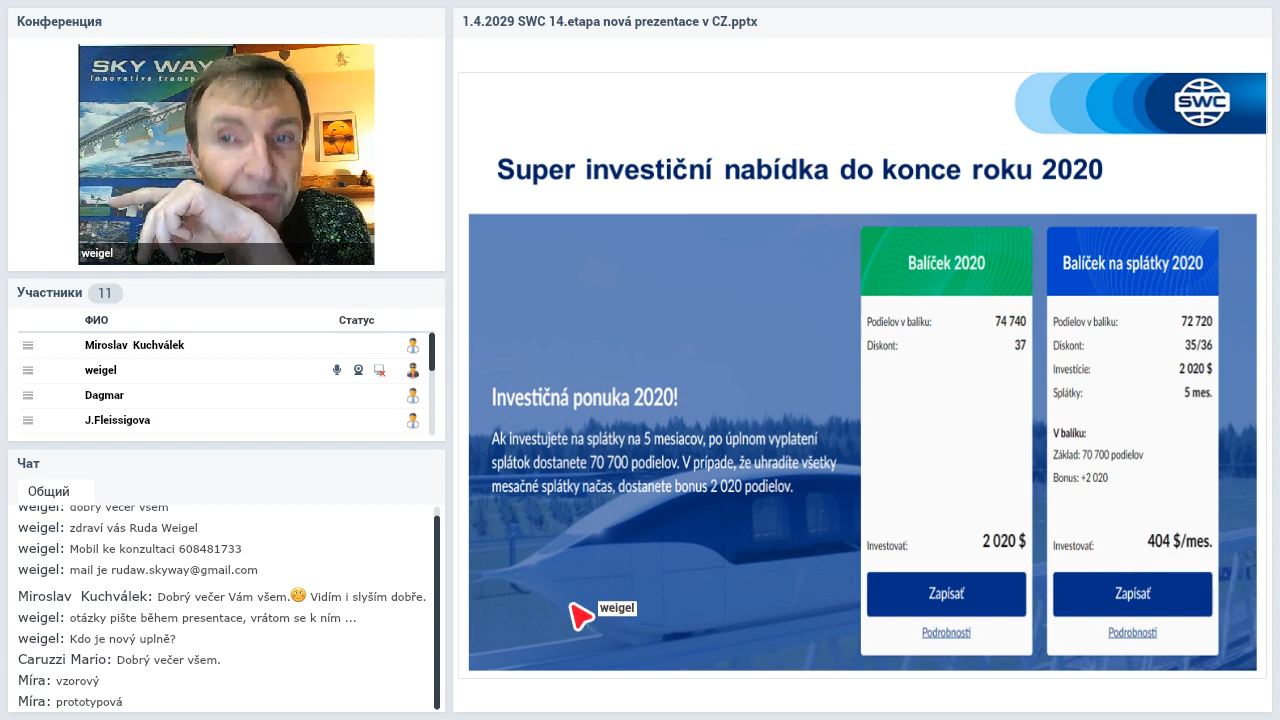 Конференция
SKY WAY
Innovative transp
weigel
Участники 11
ФИО Статус
Miroslav Kuchválek
weigel
Dagmar
J.Fleissigova
Чат
Общий
weigel: dobrý večer všem
weigel: zdraví vás Ruda Weigel
weigel: Mobil ke konzultaci 608481733
weigel: mail je rudaw.skyway@gmail.com
Miroslav Kuchválek: Dobrý večer Vám všem. Vidím i slyším dobře.
weigel: otázky pište během presentace, vrátom se k ním ...
weigel: Kdo je nový uplně?
Caruzzi Mario: Dobrý večer všem.
Míra: vzorový
Míra: prototypová
1.4.2029 SWC 14.etapa nová prezentace v CZ.pptx
SWC
Super investiční nabídka do konce roku 2020
Investičná ponuka 2020!
Ak investujete na splátky na 5 mesiacov, po úplnom vyplatení
splátok dostanete 70 700 podielov. V prípade, že uhradíte všetky
mesačné splátky načas, dostanete bonus 2 020 podielov.
Balíček 2020
Podielov v balíku: 74 740
Diskont: 37
Investovať: 2 020 $
Zapísať
Podrobnosti
Balíček na splátky 2020
Podielov v balíku: 72 720
Diskont: 35/36
Investície: 2 020 $
Splátky: 5 mes.
V balíku:
Základ: 70 700 podielov
Bonus: +2 020
Investovať: 404 $/mes.
Zapísať
Podrobnosti
weigel